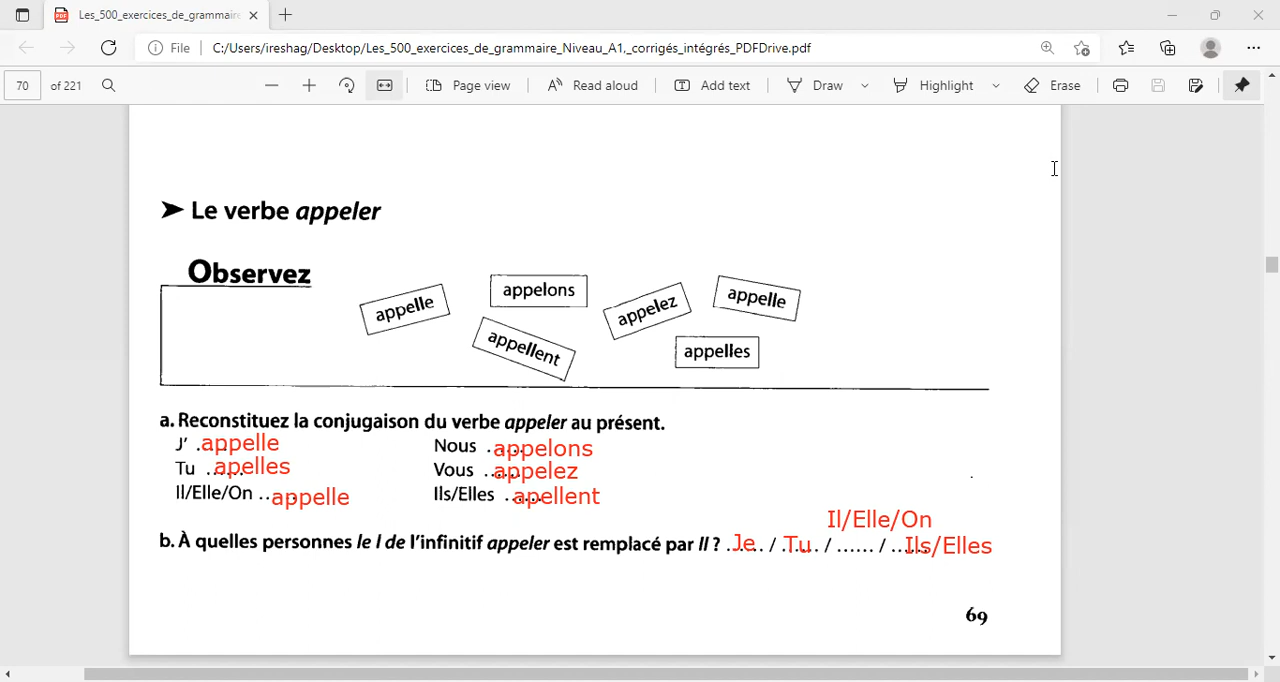 Les_500_exercices_de_grammaire
File C:/Users/ireshag/Desktop/Les_500_exercices_de_grammaire_Niveau_A1,_corrigés_intégrés_PDFDrive.pdf
70 of 221 Page view Read aloud Add text Draw Highlight Erase
➤ Le verbe appeler
Observez
appelle appelons appelez appelle
appellent appelles
a. Reconstituez la conjugaison du verbe appeler au présent.
J' appelle Nous appelons
Tu apelles Vous appelez
Il/Elle/On appelle Ils/Elles apellent
Il/Elle/On
b. À quelles personnes le l de l'infinitif appeler est remplacé par ll ? Je / Tu / ...... / Ils/Elles
69